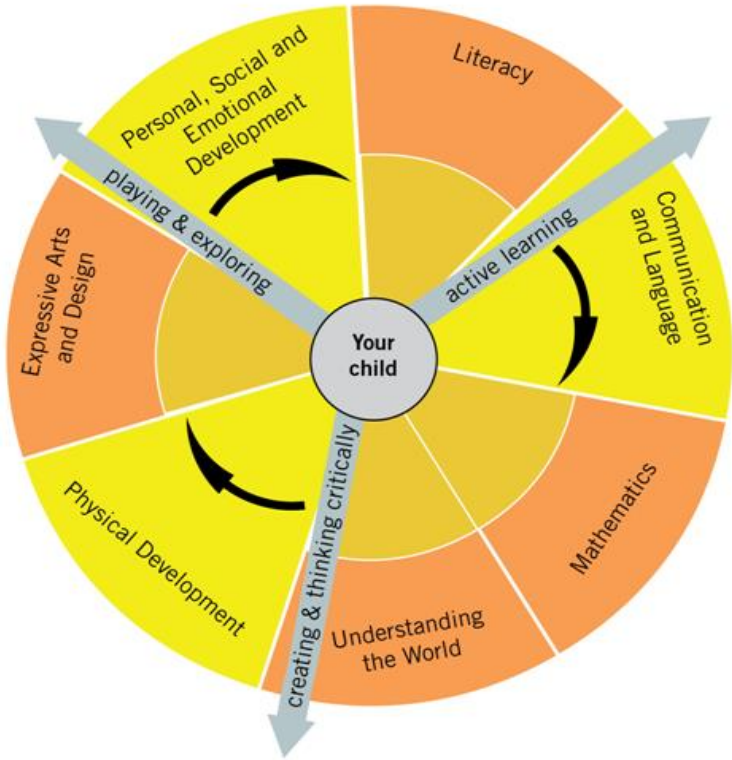 Personal, Social and
Emotional
Development
Literacy
playing & exploring
active learning
Communication
and Language
Expressive Arts
and Design
Your
child
Physical Development
creating & thinking critically
Understanding
the World
Mathematics